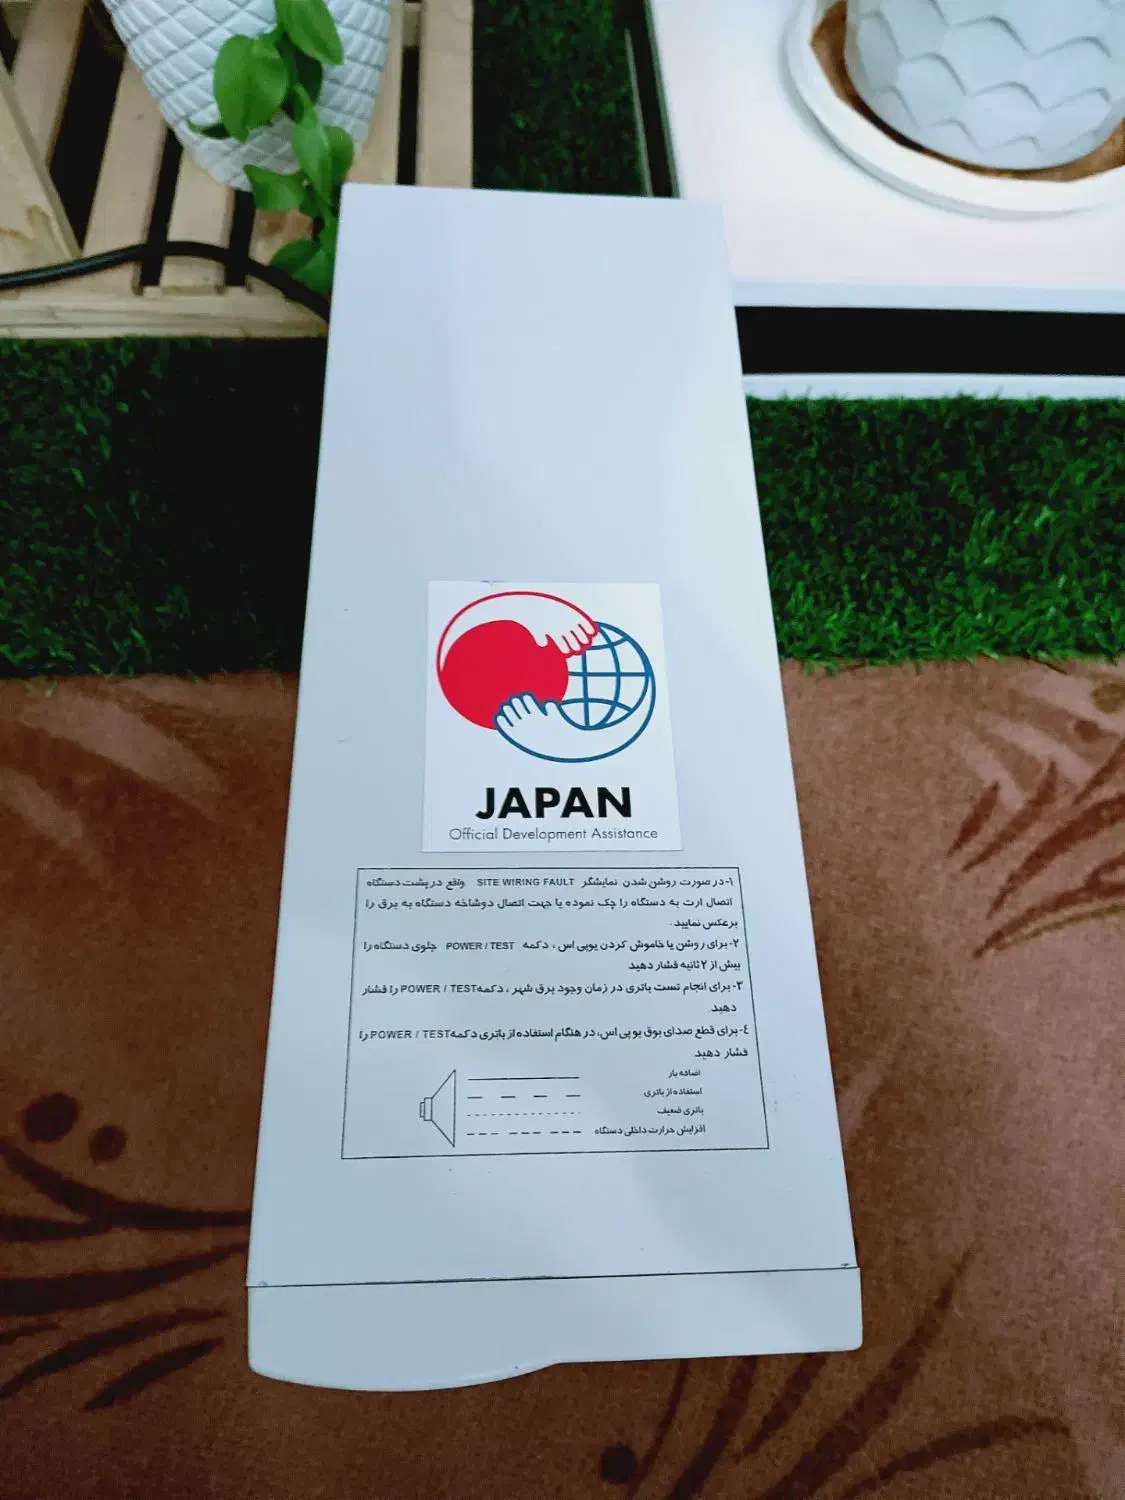 JAPAN
Official Development Assistance
۱-در صورت روشن شدن نمایشگر SITE WIRING FAULT واقع در پشت دستگاه
اتصال ارت به دستگاه را چک نموده یا جهت اتصال دوشاخه دستگاه به برق را
برعکس نمایید.
۲-برای روشن یا خاموش کردن یوپی اس ، دکمه POWER / TEST جلوی دستگاه را
بیش از ۲ ثانیه فشار دهید
۳-برای انجام تست باتری در زمان وجود برق شهر ، دکمه POWER / TEST را فشار
دهید.
٤-برای قطع صدای بوق یو پی اس، در هنگام استفاده از باتری دکمه POWER / TEST را
فشار دهید.
اضافه بار
استفاده از باتری
باتری ضعیف
افزایش حرارت داخلی دستگاه